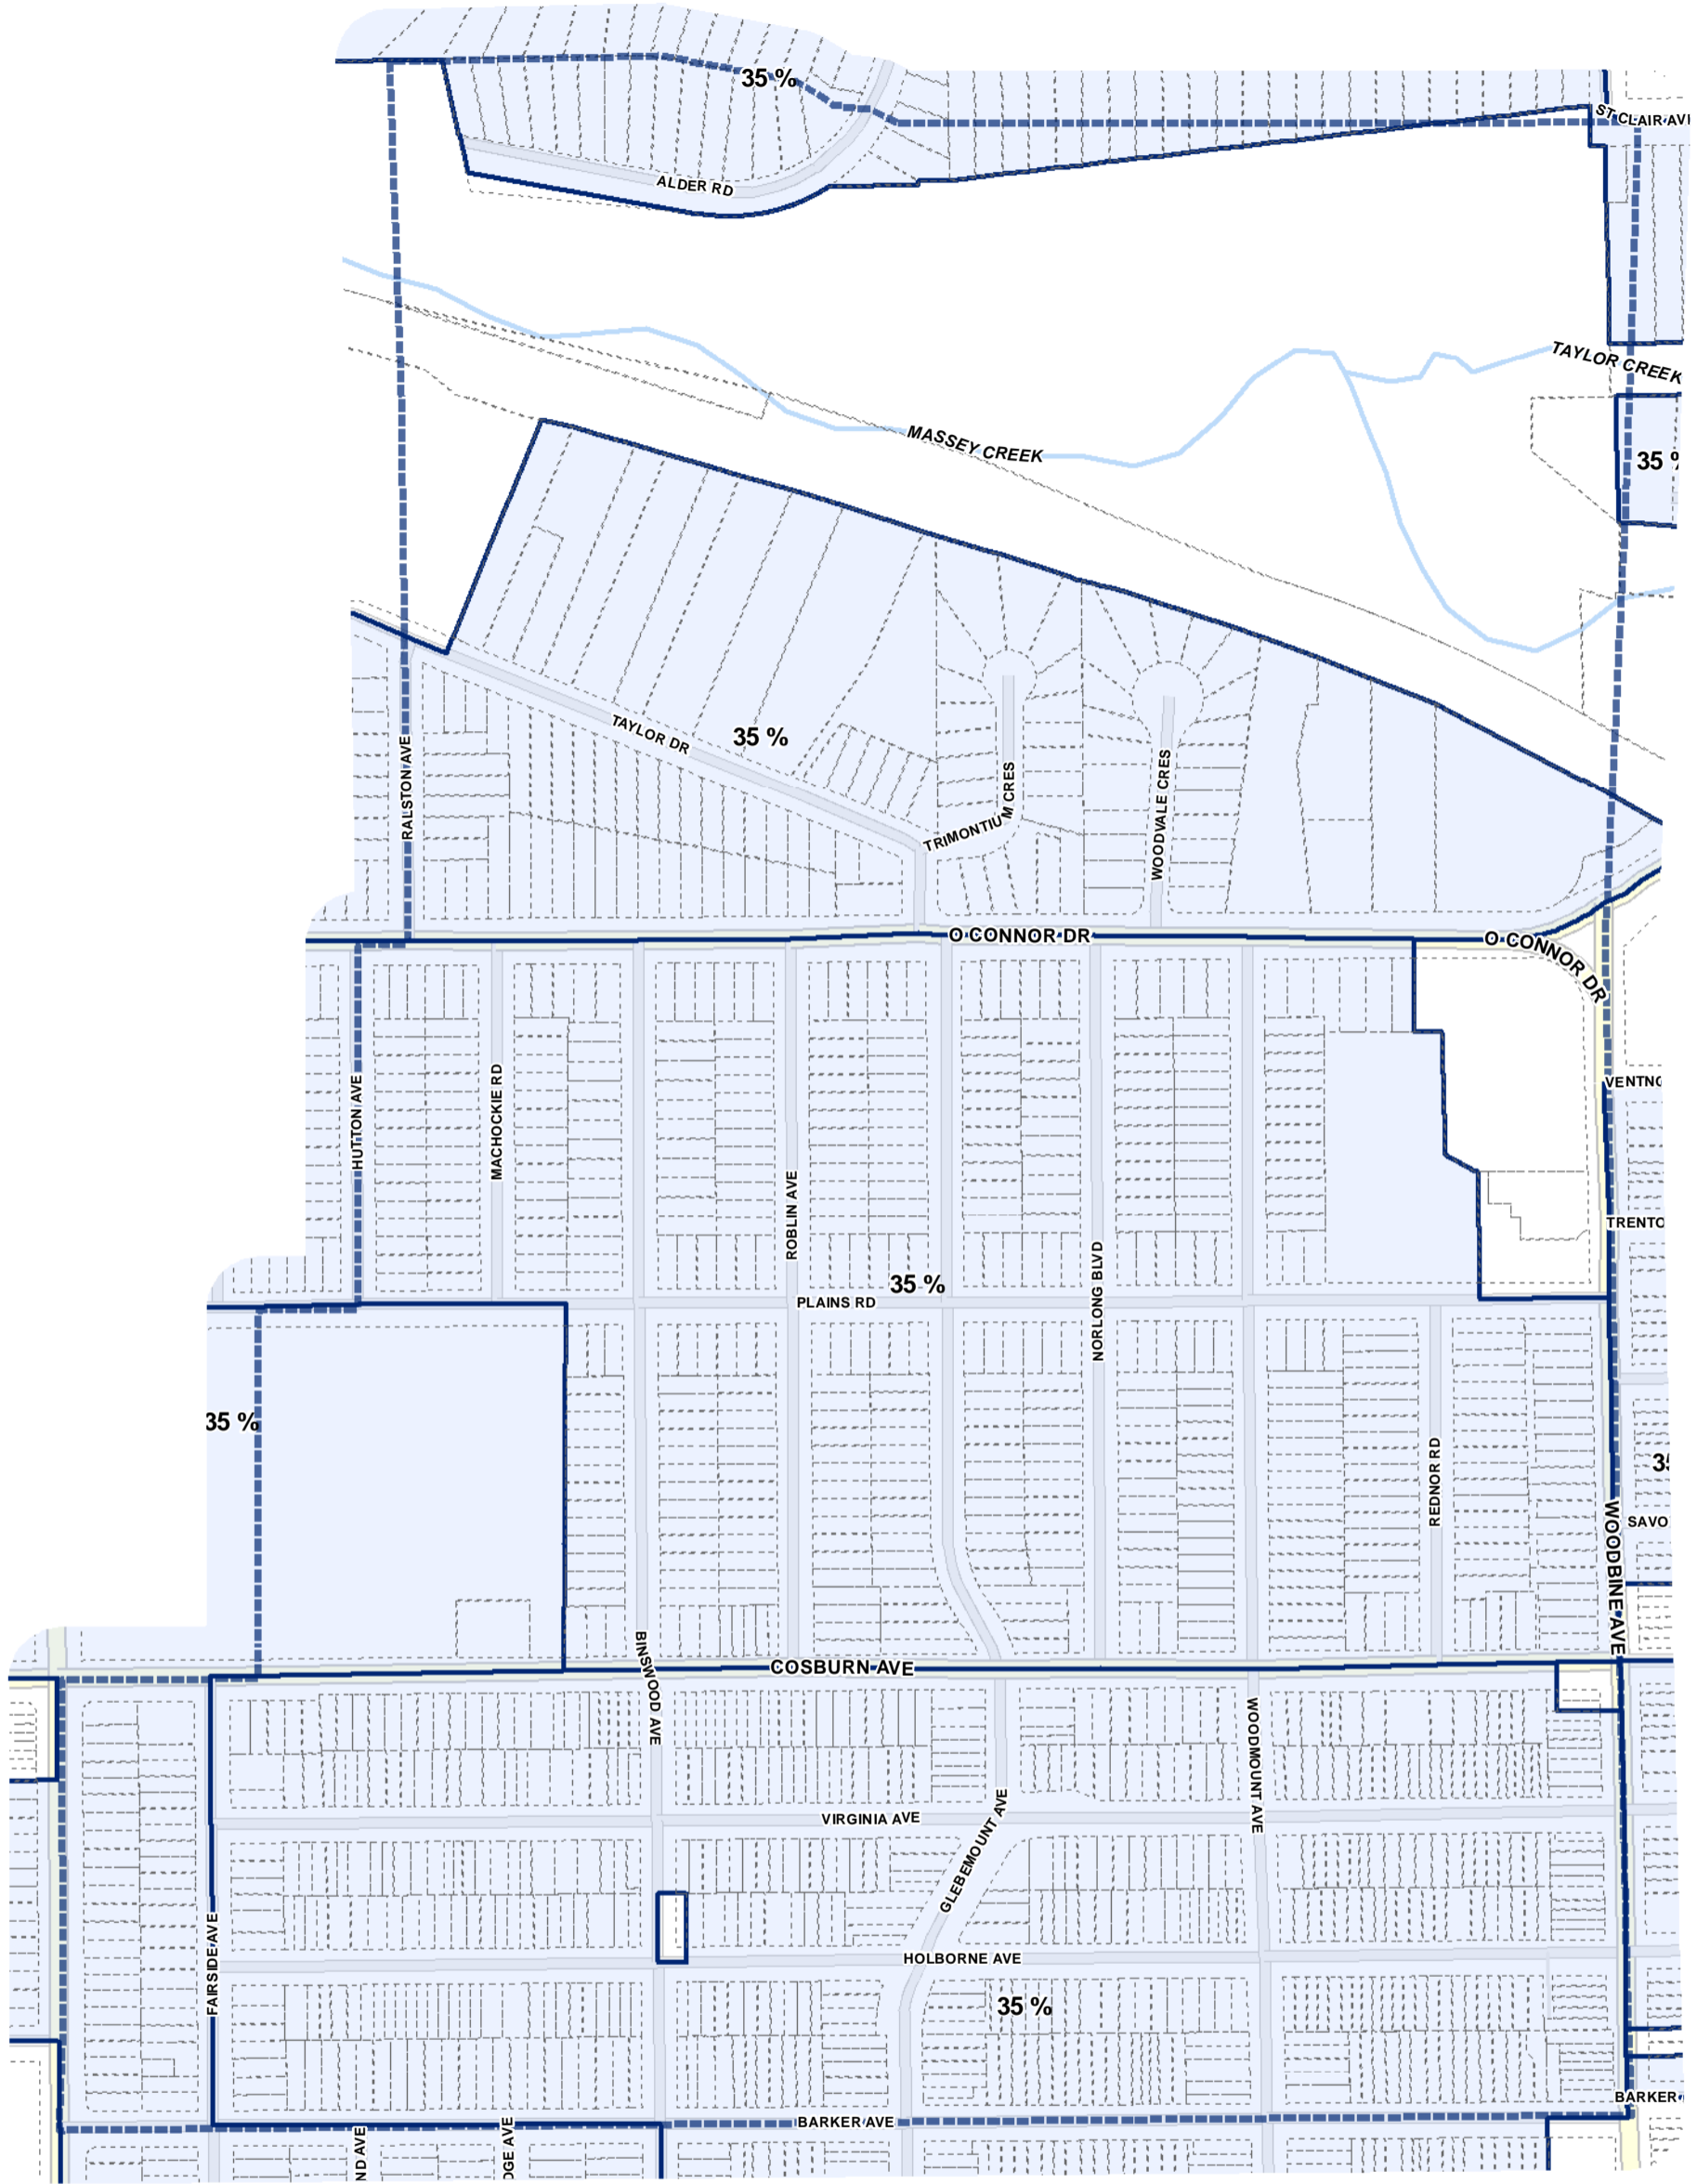 35 %
ST CLAIR AVE
ALDER RD
TAYLOR CREEK
MASSEY CREEK
35 %
TAYLOR DR
35 %
RALSTON AVE
TRIMONTIUM CRES
WOODVALE CRES
O CONNOR DR
O CONNOR DR
HUTTON AVE
MACHOCKIE RD
VENTNO
ROBLIN AVE
TRENTO
NORLONG BLVD
35 %
PLAINS RD
35 %
REDNOR RD
35
SAVO
WOODBINE AVE
BINSWOOD AVE
COSBURN AVE
WOODMOUNT AVE
VIRGINIA AVE
GLEBEMOUNT AVE
FAIRSIDE AVE
HOLBORNE AVE
35 %
BARKER
BARKER AVE
ND AVE
DGE AVE